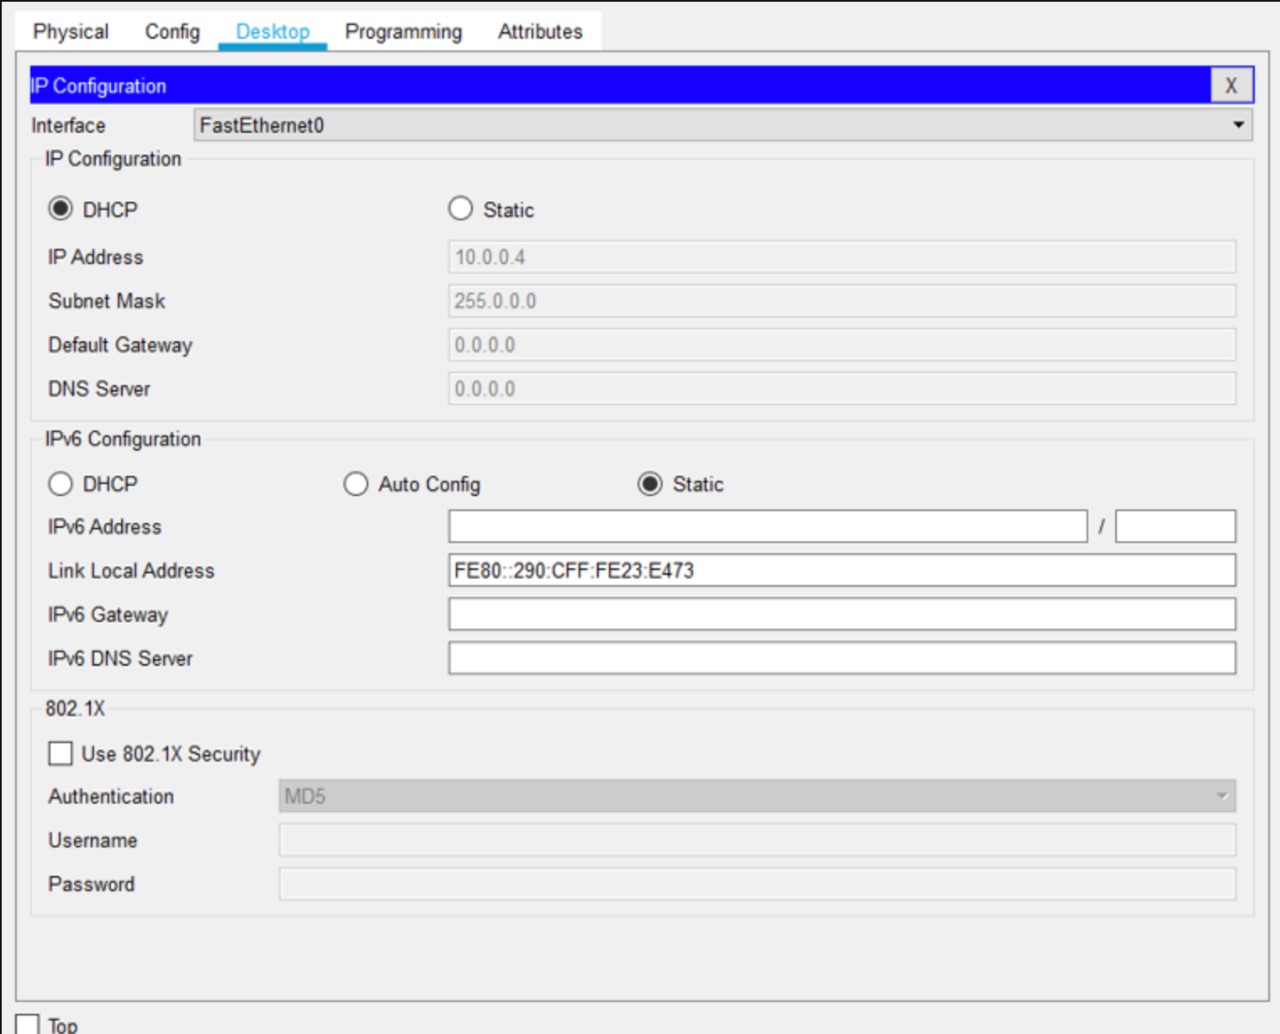 Physical Config Desktop Programming Attributes
IP Configuration X
Interface FastEthernet0
IP Configuration
DHCP Static
IP Address 10.0.0.4
Subnet Mask 255.0.0.0
Default Gateway 0.0.0.0
DNS Server 0.0.0.0
IPv6 Configuration
DHCP Auto Config Static
IPv6 Address /
Link Local Address FE80::290:CFF:FE23:E473
IPv6 Gateway
IPv6 DNS Server
802.1X
Use 802.1X Security
Authentication MD5
Username
Password
Top